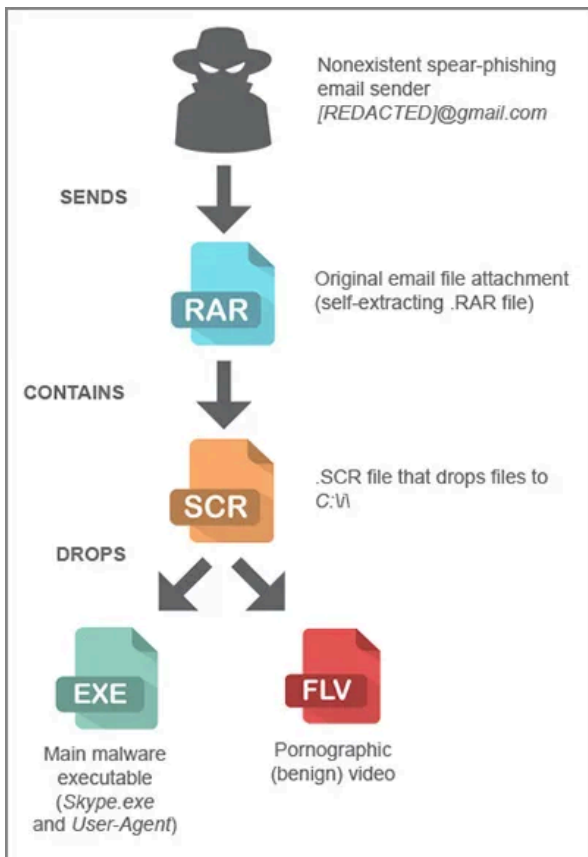 Nonexistent spear-phishing
email sender
[REDACTED]@gmail.com
SENDS
RAR
Original email file attachment
(self-extracting .RAR file)
CONTAINS
SCR
.SCR file that drops files to
C:\/\
DROPS
EXE
Main malware
executable
(Skype.exe
and User-Agent)
FLV
Pornographic
(benign) video